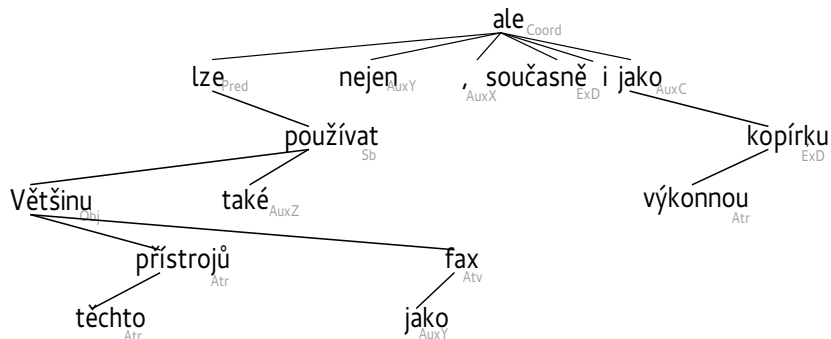 ale Coord
lze Pred nejen AuxY , AuxX současně ExD i jako AuxC
používat Sb kopírku ExD
Většinu Obj také AuxZ výkonnou Atr
přístrojů Atr fax Atv
těchto Atr jako AuxY